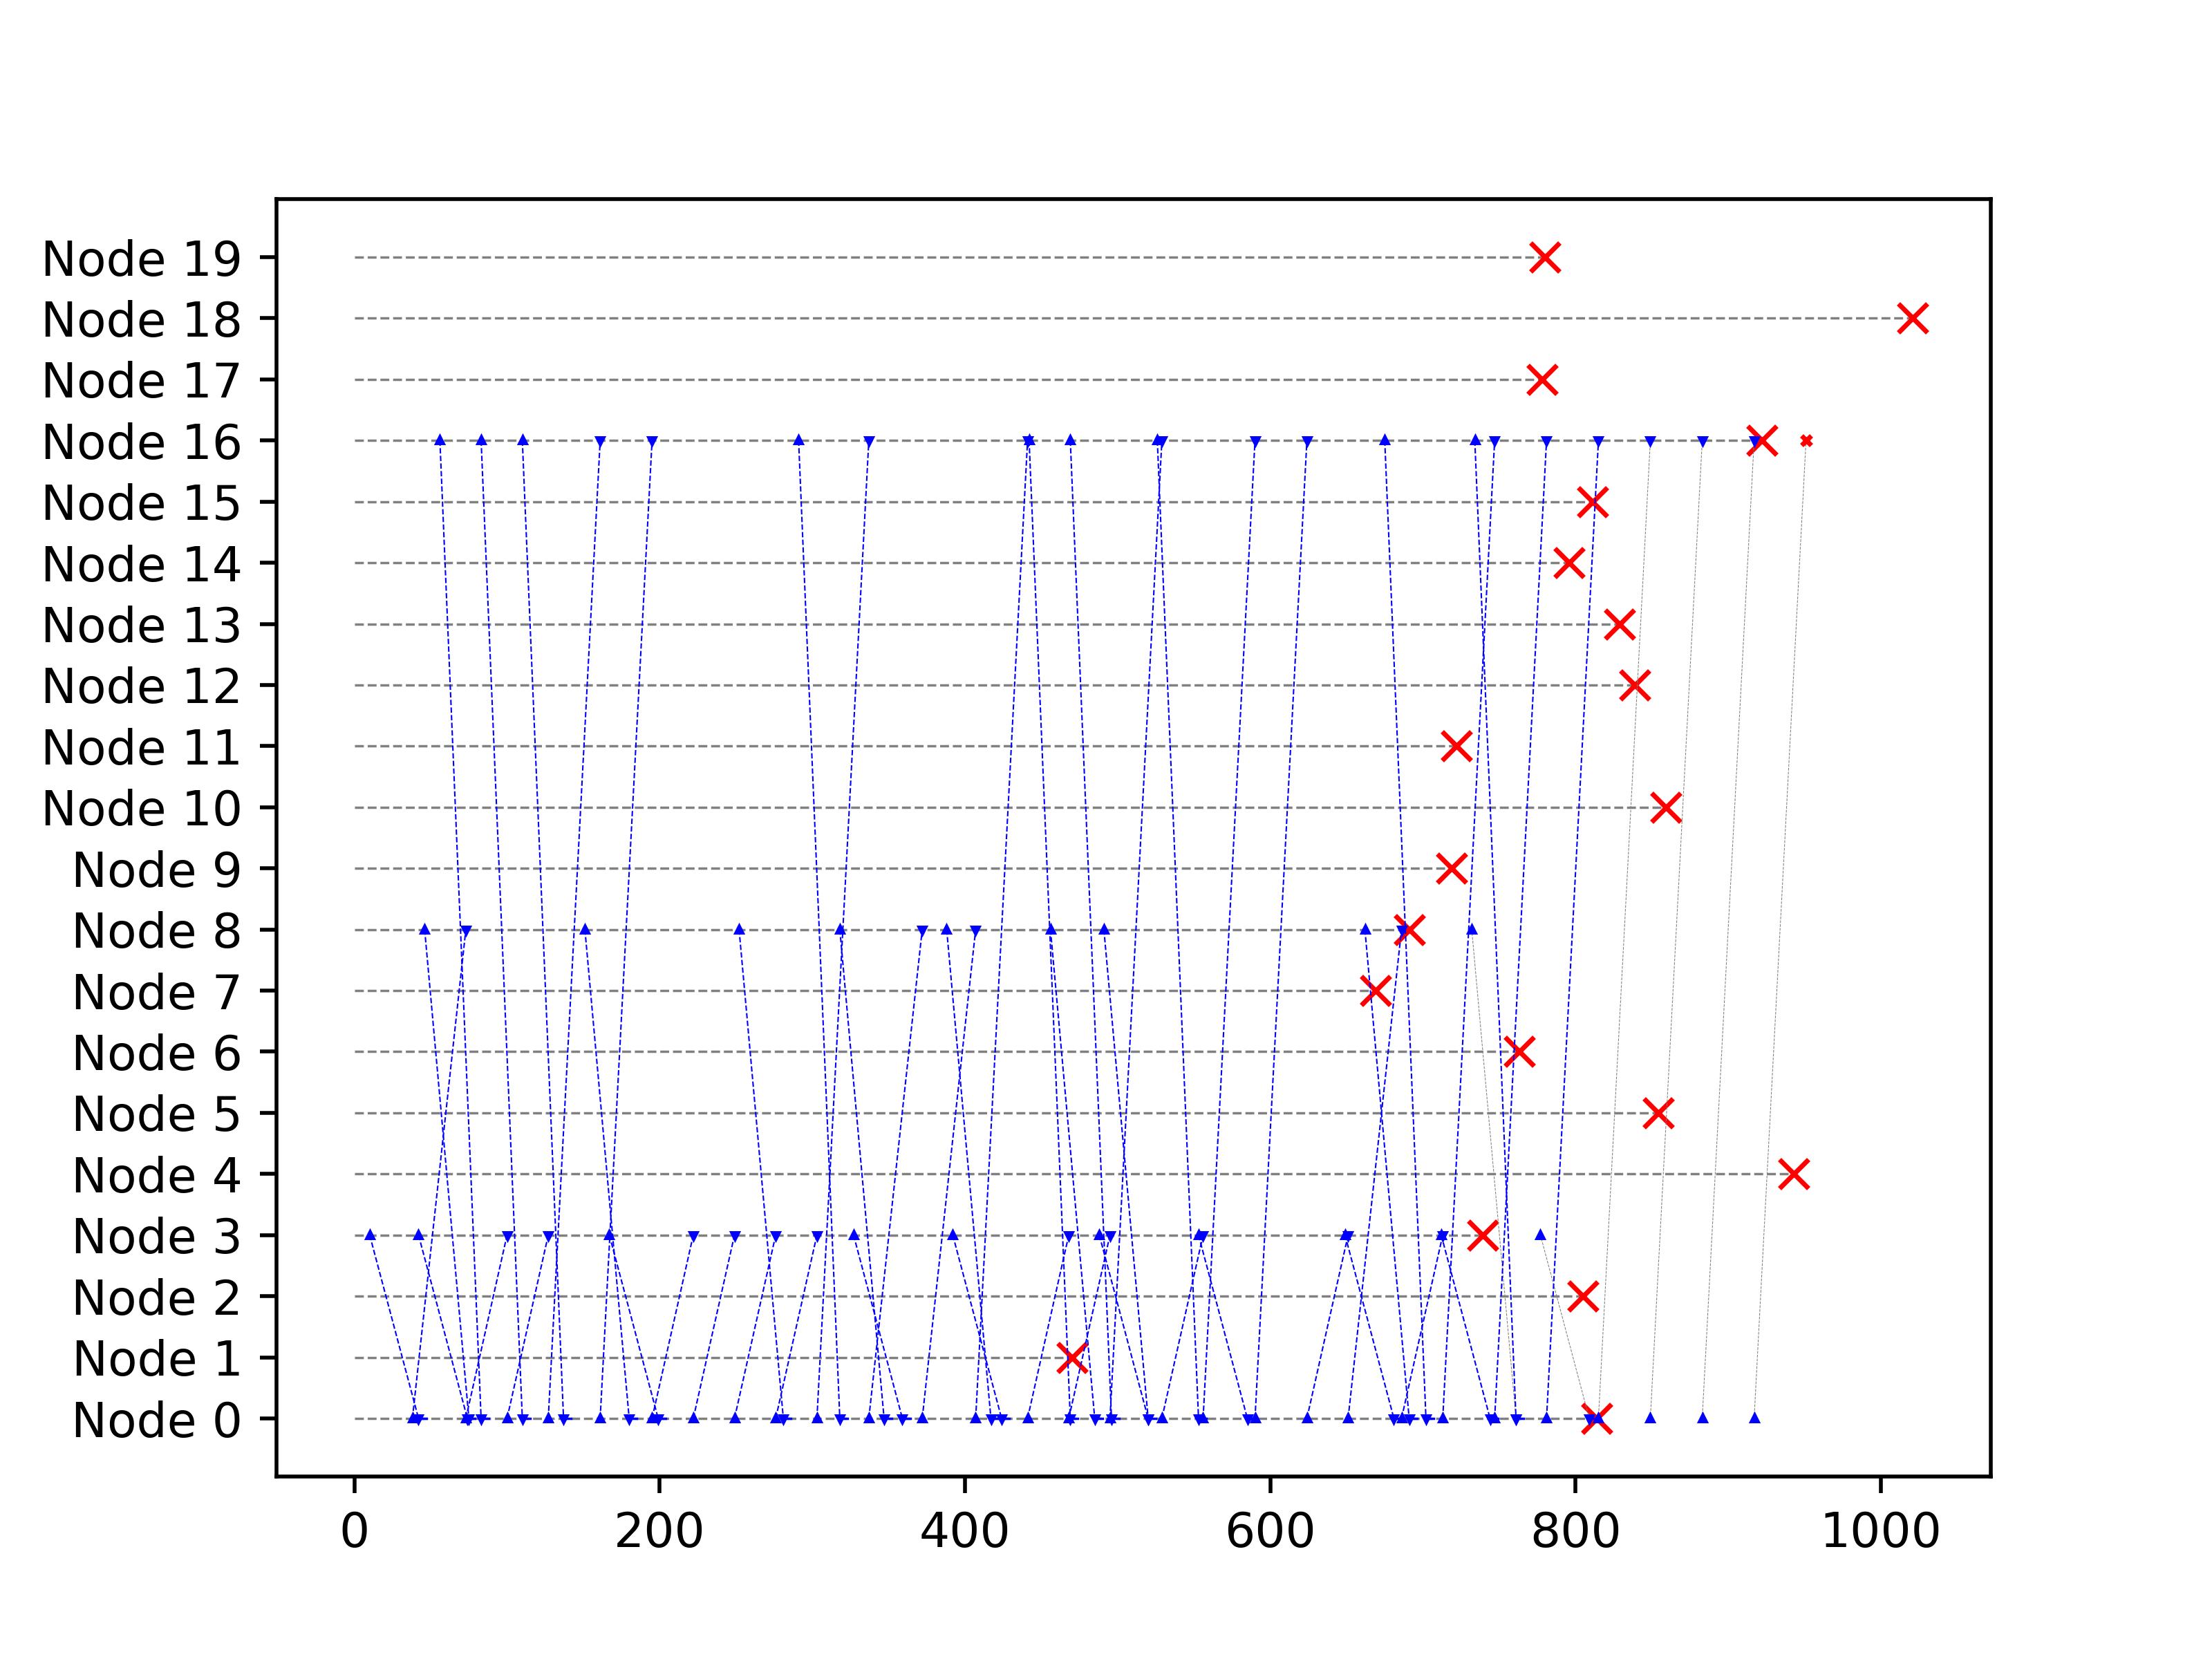 Node 19
Node 18
Node 17
Node 16
Node 15
Node 14
Node 13
Node 12
Node 11
Node 10
Node 9
Node 8
Node 7
Node 6
Node 5
Node 4
Node 3
Node 2
Node 1
Node 0
0 200 400 600 800 1000